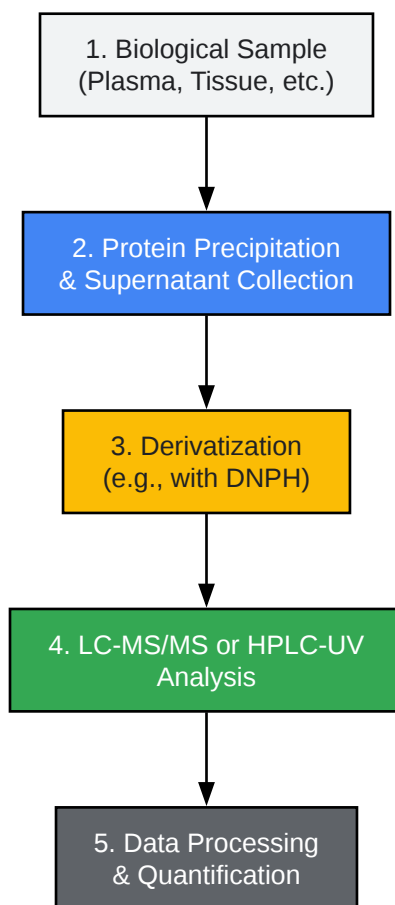 1. Biological Sample
(Plasma, Tissue, etc.)
2. Protein Precipitation
& Supernatant Collection
3. Derivatization
(e.g., with DNPH)
4. LC-MS/MS or HPLC-UV
Analysis
5. Data Processing
& Quantification